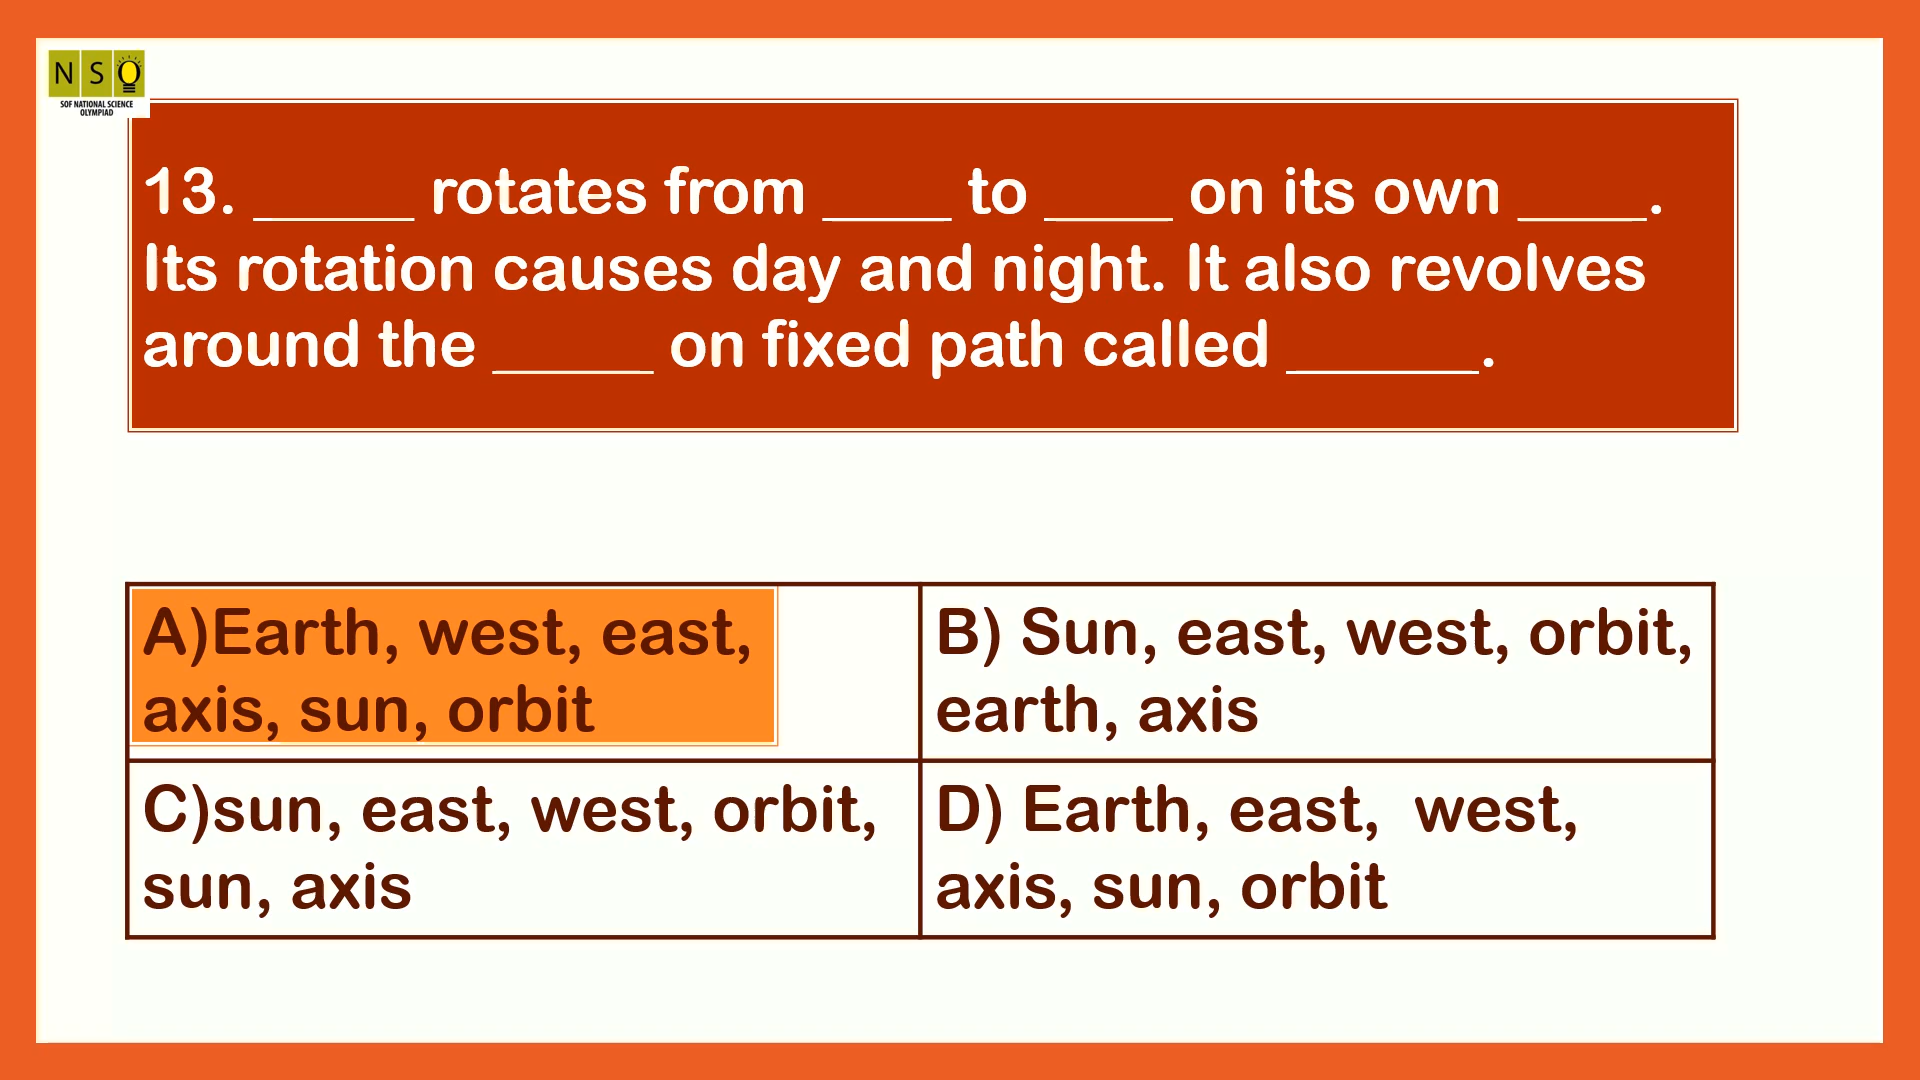 N S O
SOF NATIONAL SCIENCE
OLYMPIAD
13. _____ rotates from ____ to ____ on its own ____.
Its rotation causes day and night. It also revolves
around the _____ on fixed path called ______.
A)Earth, west, east,
axis, sun, orbit
B) Sun, east, west, orbit,
earth, axis
C)sun, east, west, orbit,
sun, axis
D) Earth, east,  west,
axis, sun, orbit